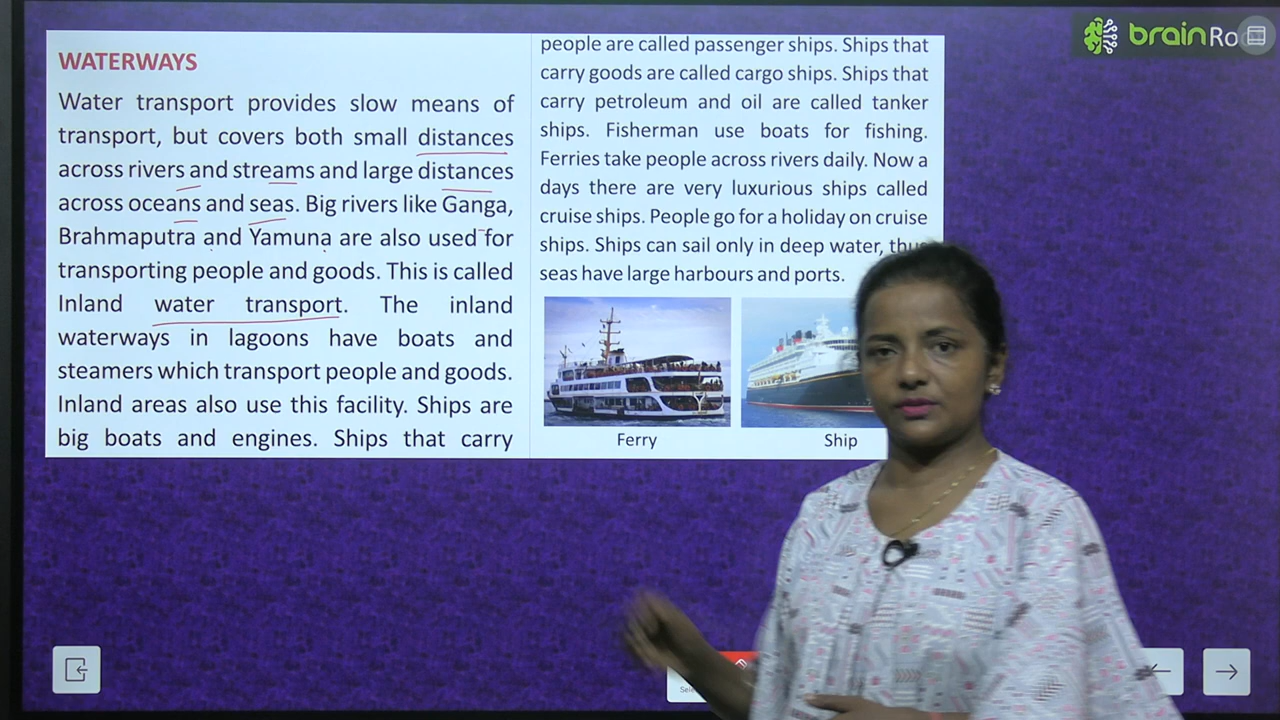 WATERWAYS
Water transport provides slow means of
transport, but covers both small distances
across rivers and streams and large distances
across oceans and seas. Big rivers like Ganga,
Brahmaputra and Yamuna are also used for
transporting people and goods. This is called
Inland water transport. The inland
waterways in lagoons have boats and
steamers which transport people and goods.
Inland areas also use this facility. Ships are
big boats and engines. Ships that carry
people are called passenger ships. Ships that
carry goods are called cargo ships. Ships that
carry petroleum and oil are called tanker
ships. Fisherman use boats for fishing.
Ferries take people across rivers daily. Now a
days there are very luxurious ships called
cruise ships. People go for a holiday on cruise
ships. Ships can sail only in deep water, thus
seas have large harbours and ports.
Ferry
Ship
brain